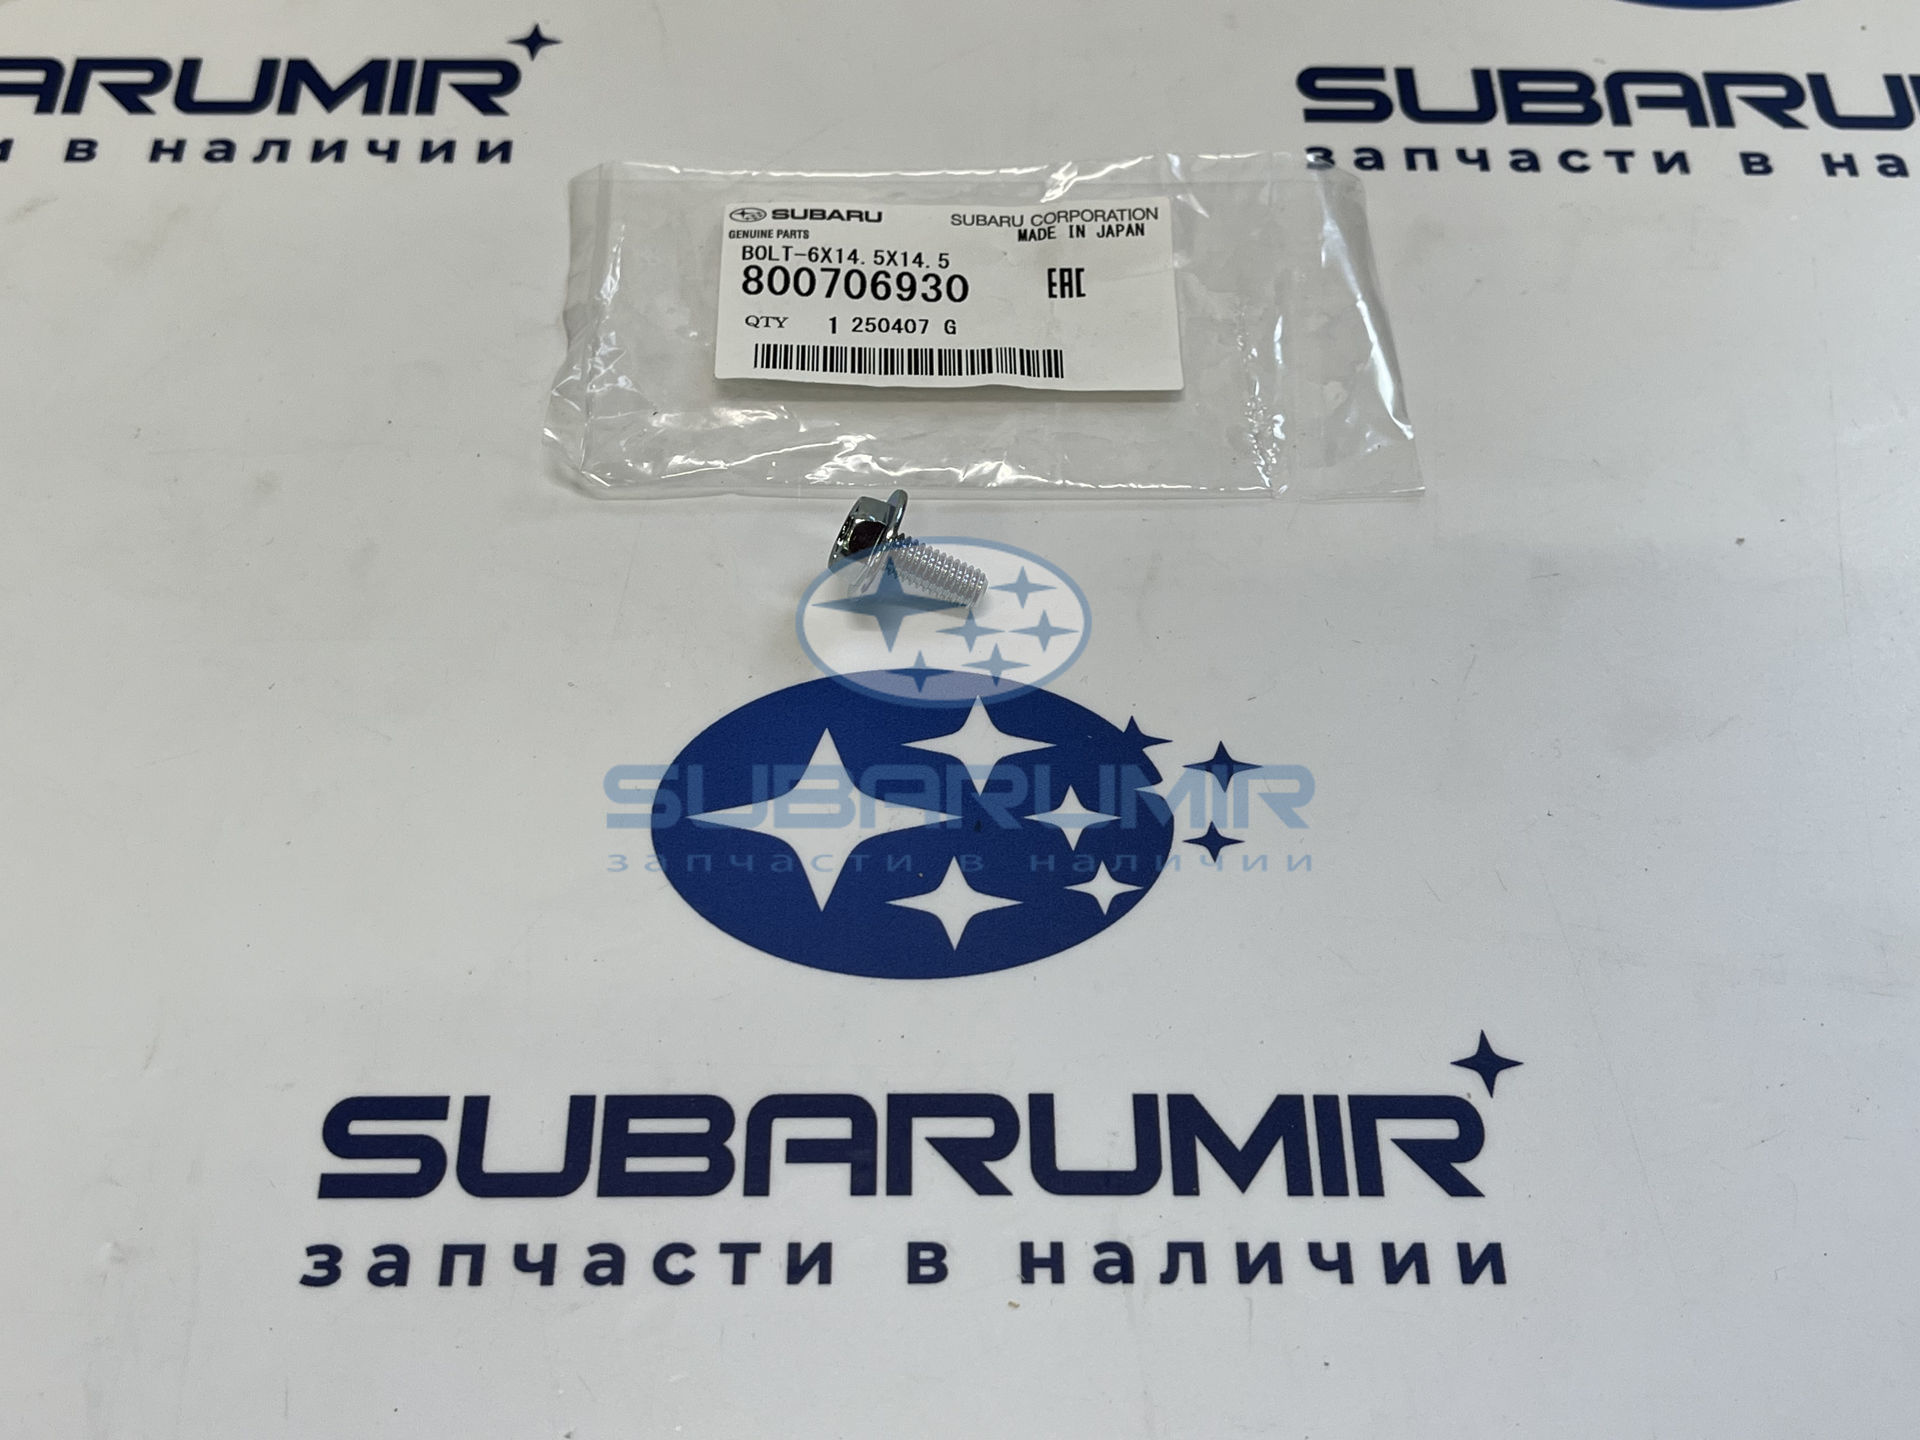 ARUMIR
и в наличии
SUBARU
запчасти в на
SUBARU
SUBARU CORPORATION
GENUINE PARTS
MADE IN JAPAN
BOLT-6X14.5X14.5
800706930
EAC
QTY 1 250407 G
SUBARUMIR
запчасти в наличии
SUBARUMIR
запчасти в наличии